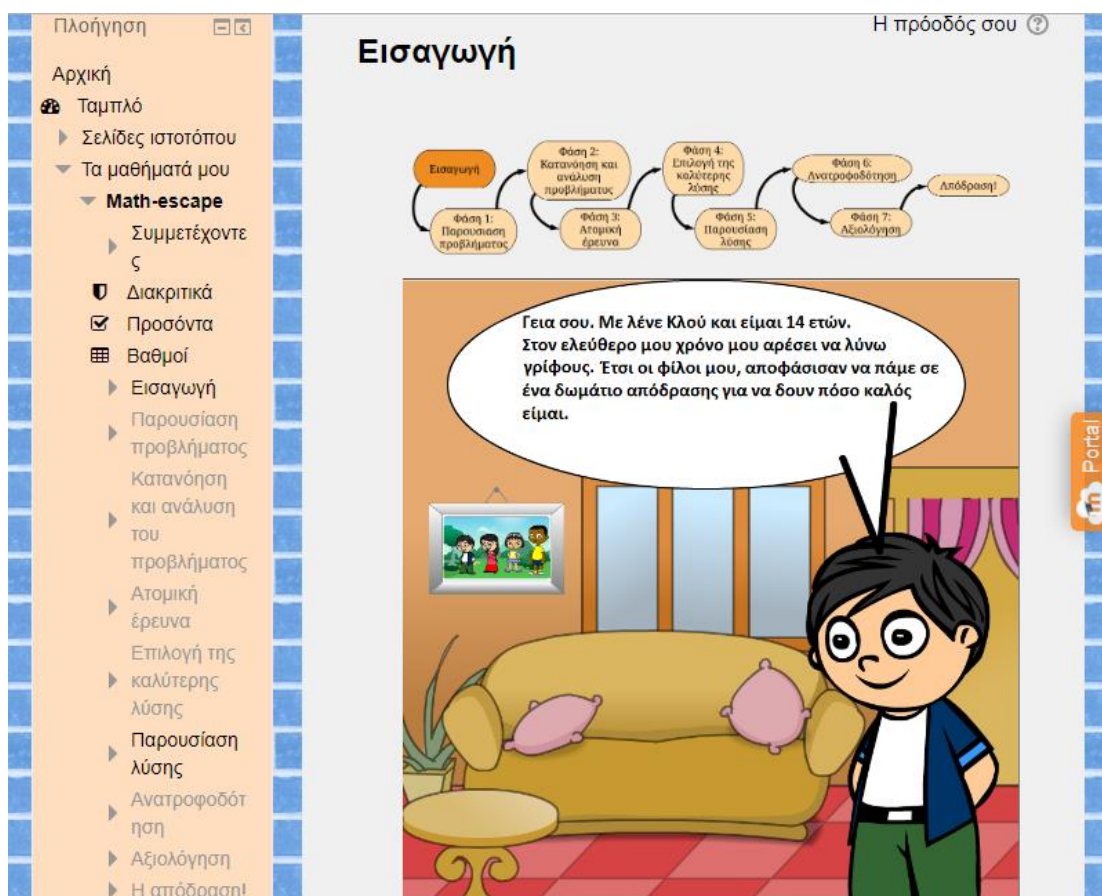 Πλοήγηση
Αρχική
Ταμπλό
Σελίδες ιστοτόπου
Τα μαθήματά μου
Math-escape
Συμμετέχοντε
ς
Διακριτικά
Προσόντα
Βαθμοί
Εισαγωγή
Παρουσίαση
προβλήματος
Κατανόηση
και ανάλυση
του
προβλήματος
Ατομική
έρευνα
Επιλογή της
καλύτερης
λύσης
Παρουσίαση
λύσης
Ανατροφοδότ
ηση
Αξιολόγηση
Η απόδραση!
Η πρόοδός σου
Εισαγωγή
Εισαγωγή
Φάση 1:
Παρουσιαση
προβλήματος
Φάση 2:
Κατανόηση και
ανάλυση
προβλήματος
Φάση 3:
Ατομική
έρευνα
Φάση 4:
Επιλογή της
καλύτερης
λύσης
Φάση 5:
Παρουσίαση
λύσης
Φάση 6:
Ανατροφοδότηση
Φάση 7:
Αξιολόγηση
Απόδραση!
Γεια σου. Με λένε Κλού και είμαι 14 ετών.
Στον ελεύθερο μου χρόνο μου αρέσει να λύνω
γρίφους. Έτσι οι φίλοι μου, αποφάσισαν να πάμε σε
ένα δωμάτιο απόδρασης για να δουν πόσο καλός
είμαι.
Portal